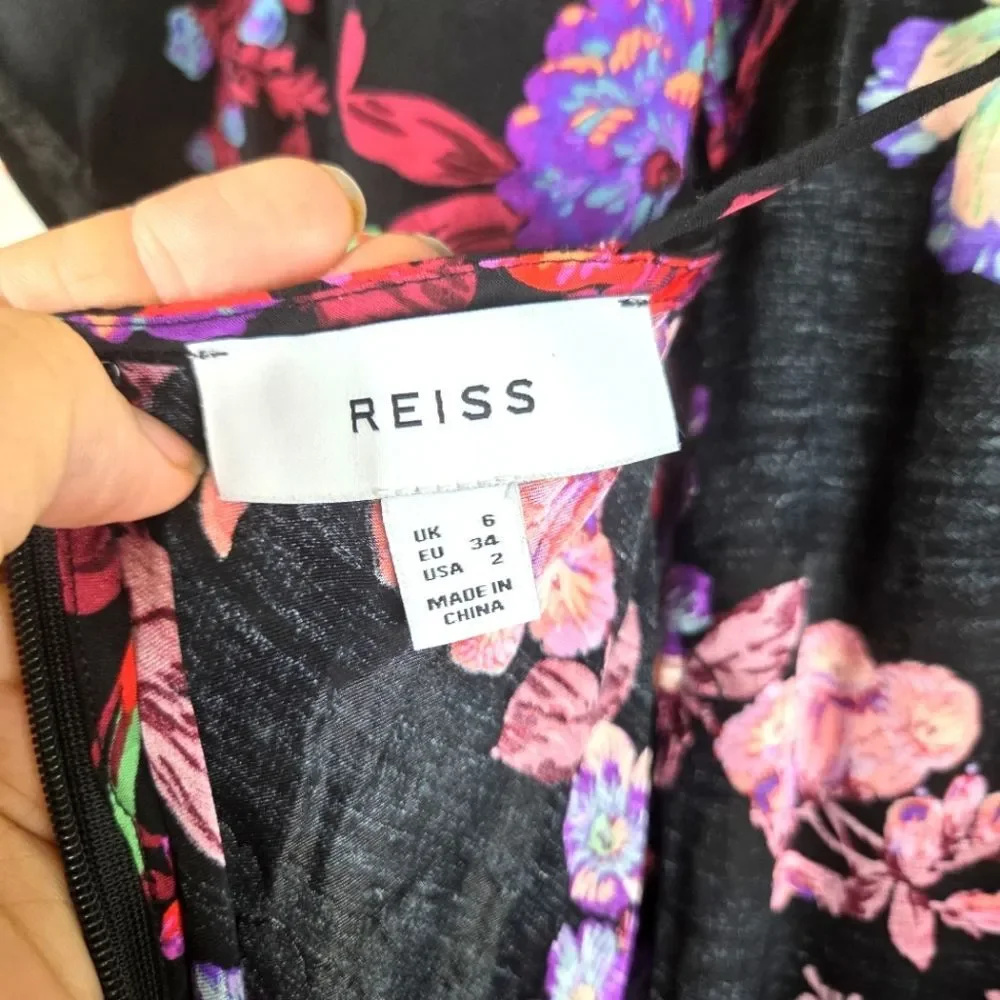 REISS
UK 6
EU 34
USA 2
MADE IN
CHINA